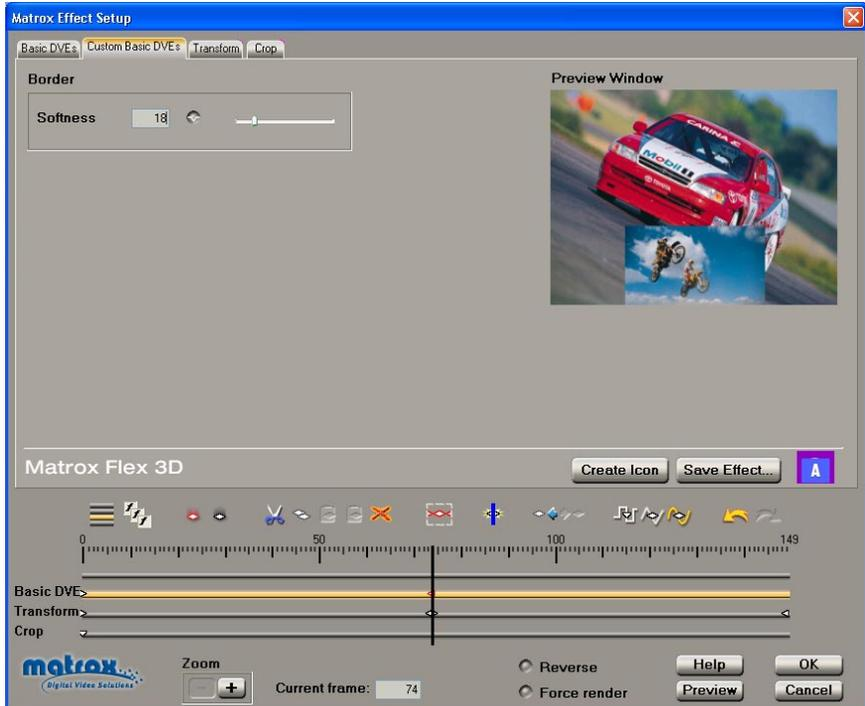 Matrox Effect Setup
Basic DVEs Custom Basic DVEs Transform Crop
Border
Softness 18
Preview Window
CARINA E
Mobil 1
TOYOTA
Matrox Flex 3D
Create Icon Save Effect... A
0 50 100 149
Basic DVE
Transform
Crop
matrox
Digital Video Solutions
Zoom
Current frame: 74
Reverse
Force render
Help OK
Preview Cancel